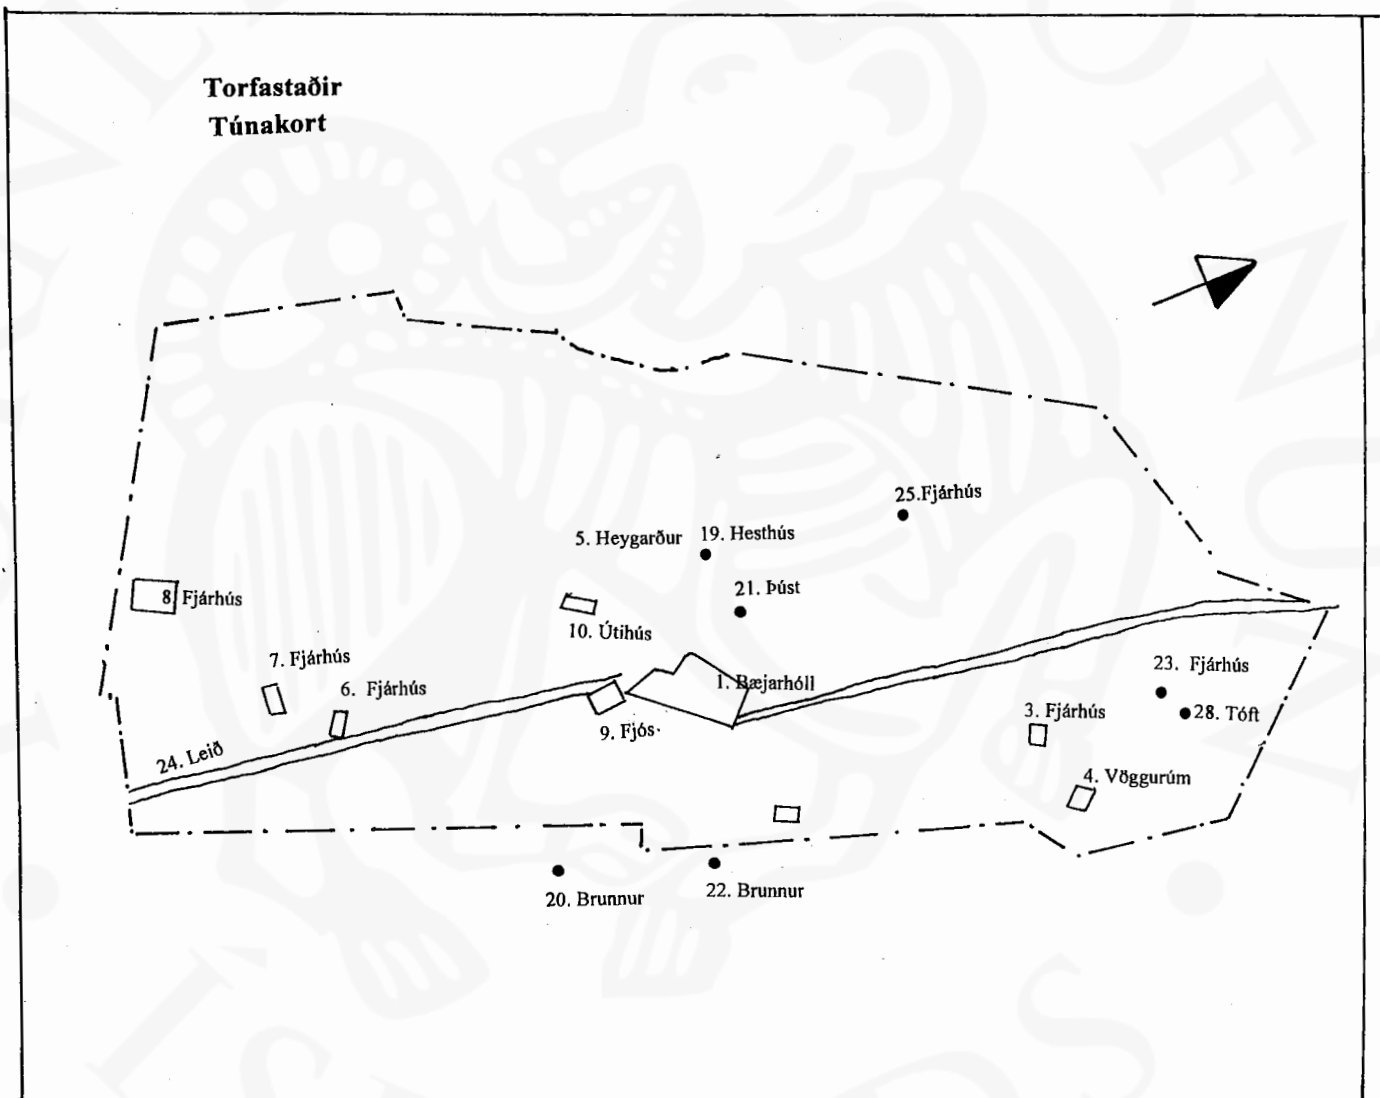 Torfastaðir
Túnakort
25.Fjárhús
5. Heygarður
19. Hesthús
21. Þúst
8 Fjárhús
10. Útihús
7. Fjárhús
6. Fjárhús
1. Bæjarhóll
23. Fjárhús
3. Fjárhús
28. Tóft
9. Fjós
24. Leið
4. Vöggurúm
20. Brunnur
22. Brunnur